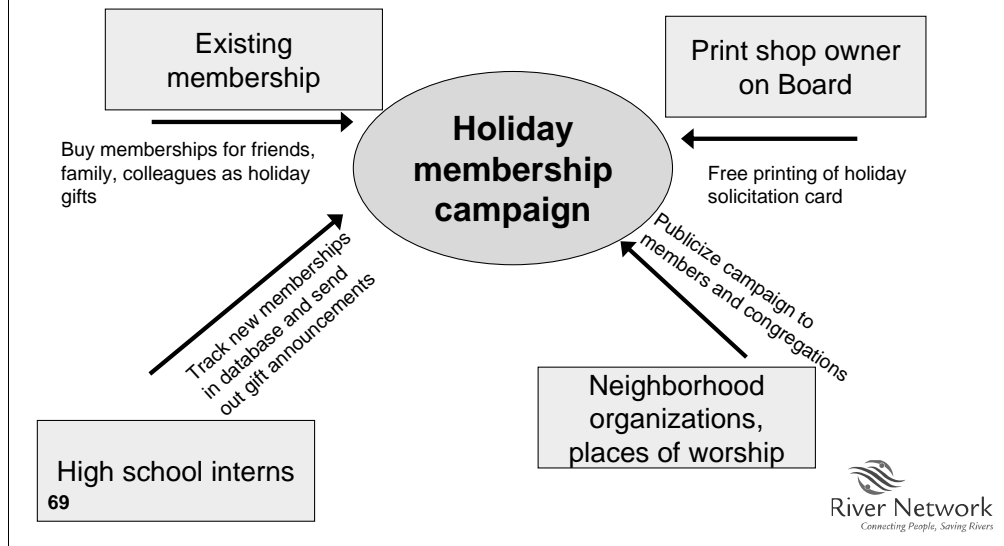 Existing
membership
Print shop owner
on Board
Holiday
membership
campaign
Buy memberships for friends,
family, colleagues as holiday
gifts
Free printing of holiday
solicitation card
Track new memberships
in database and send
out gift announcements
Publicize campaign to
members and congregations
High school interns
69
Neighborhood
organizations,
places of worship
River Network
Connecting People, Saving Rivers